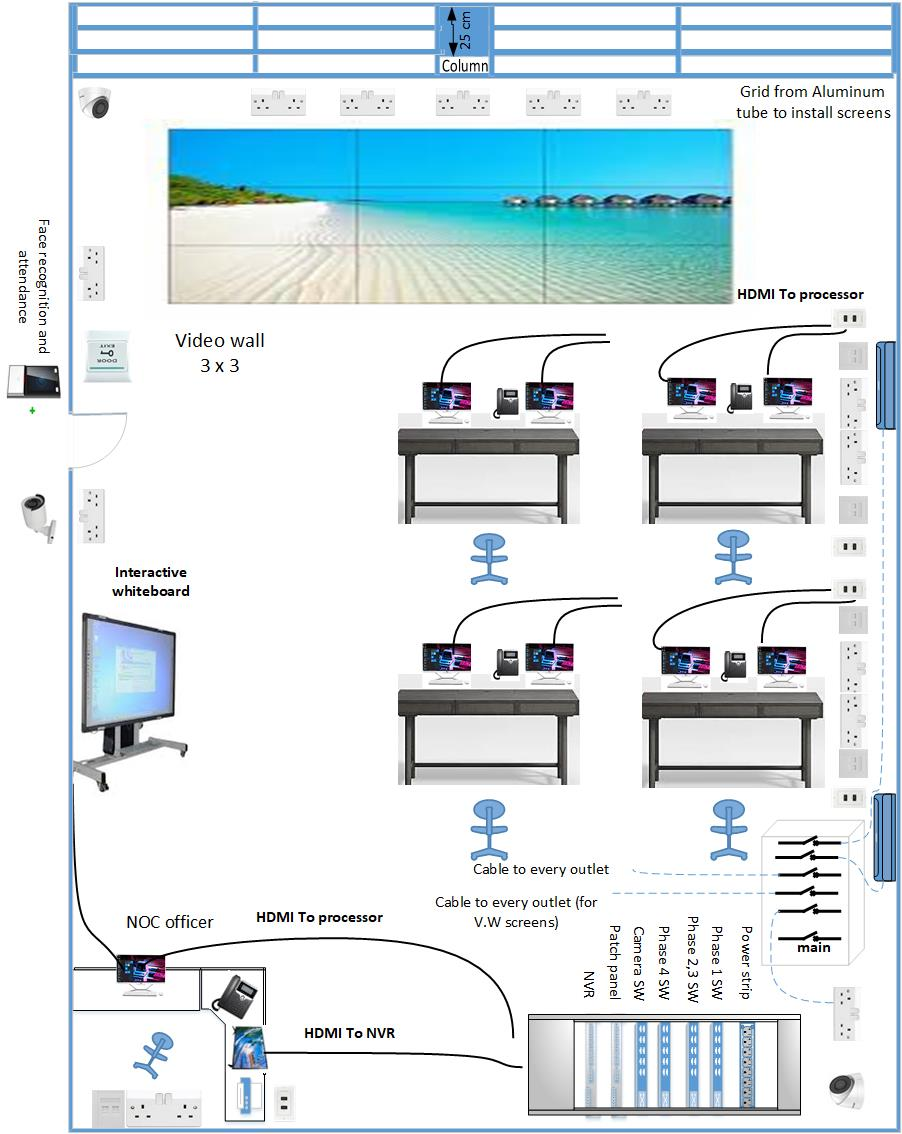 25 cm
Column
Grid from Aluminum
tube to install screens
Face recognition and
attendance
HDMI To processor
DOOR
EXIT
Video wall
3 x 3
Interactive
whiteboard
Cable to every outlet
Cable to every outlet (for
V.W screens)
NOC officer
HDMI To processor
main
NVR
Patch panel
Camera SW
Phase 4 SW
Phase 2,3 SW
Phase 1 SW
Power strip
HDMI To NVR